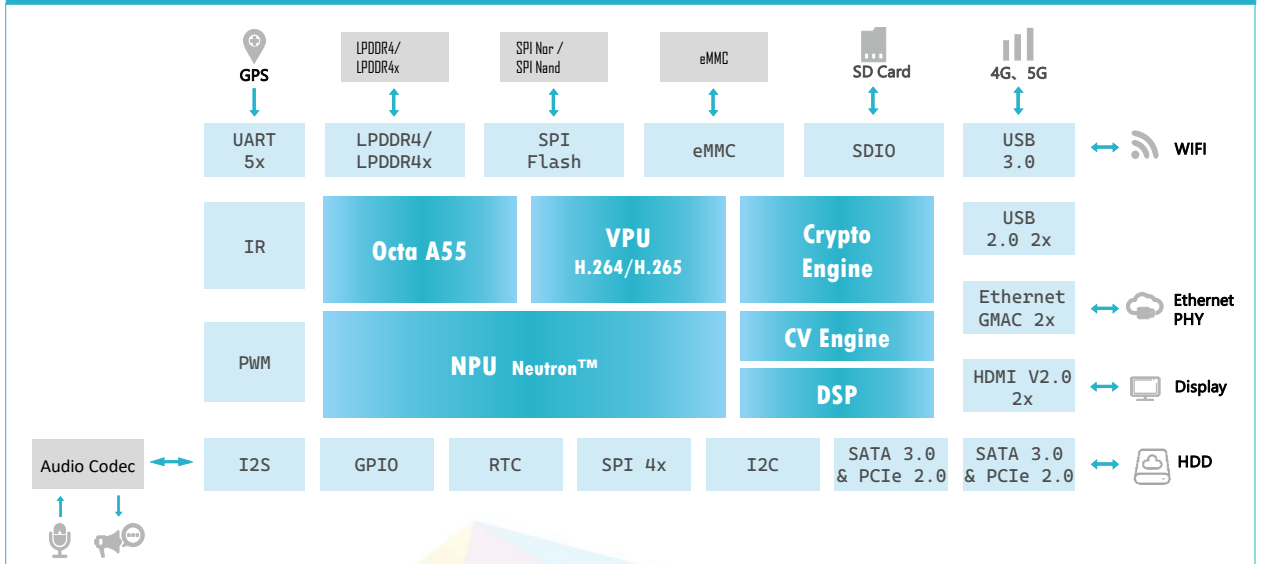 GPS
LPDDR4/
LPDDR4x
SPI Nor /
SPI Nand
eMMC
SD Card
4G、5G
UART
5x
LPDDR4/
LPDDR4x
SPI
Flash
eMMC
SDIO
USB
3.0
WIFI
IR
Octa A55
VPU
H.264/H.265
Crypto
Engine
USB
2.0 2x
Ethernet
GMAC 2x
Ethernet
PHY
PWM
NPU Neutron™
CV Engine
DSP
HDMI V2.0
2x
Display
Audio Codec
I2S
GPIO
RTC
SPI 4x
I2C
SATA 3.0
& PCIe 2.0
SATA 3.0
& PCIe 2.0
HDD